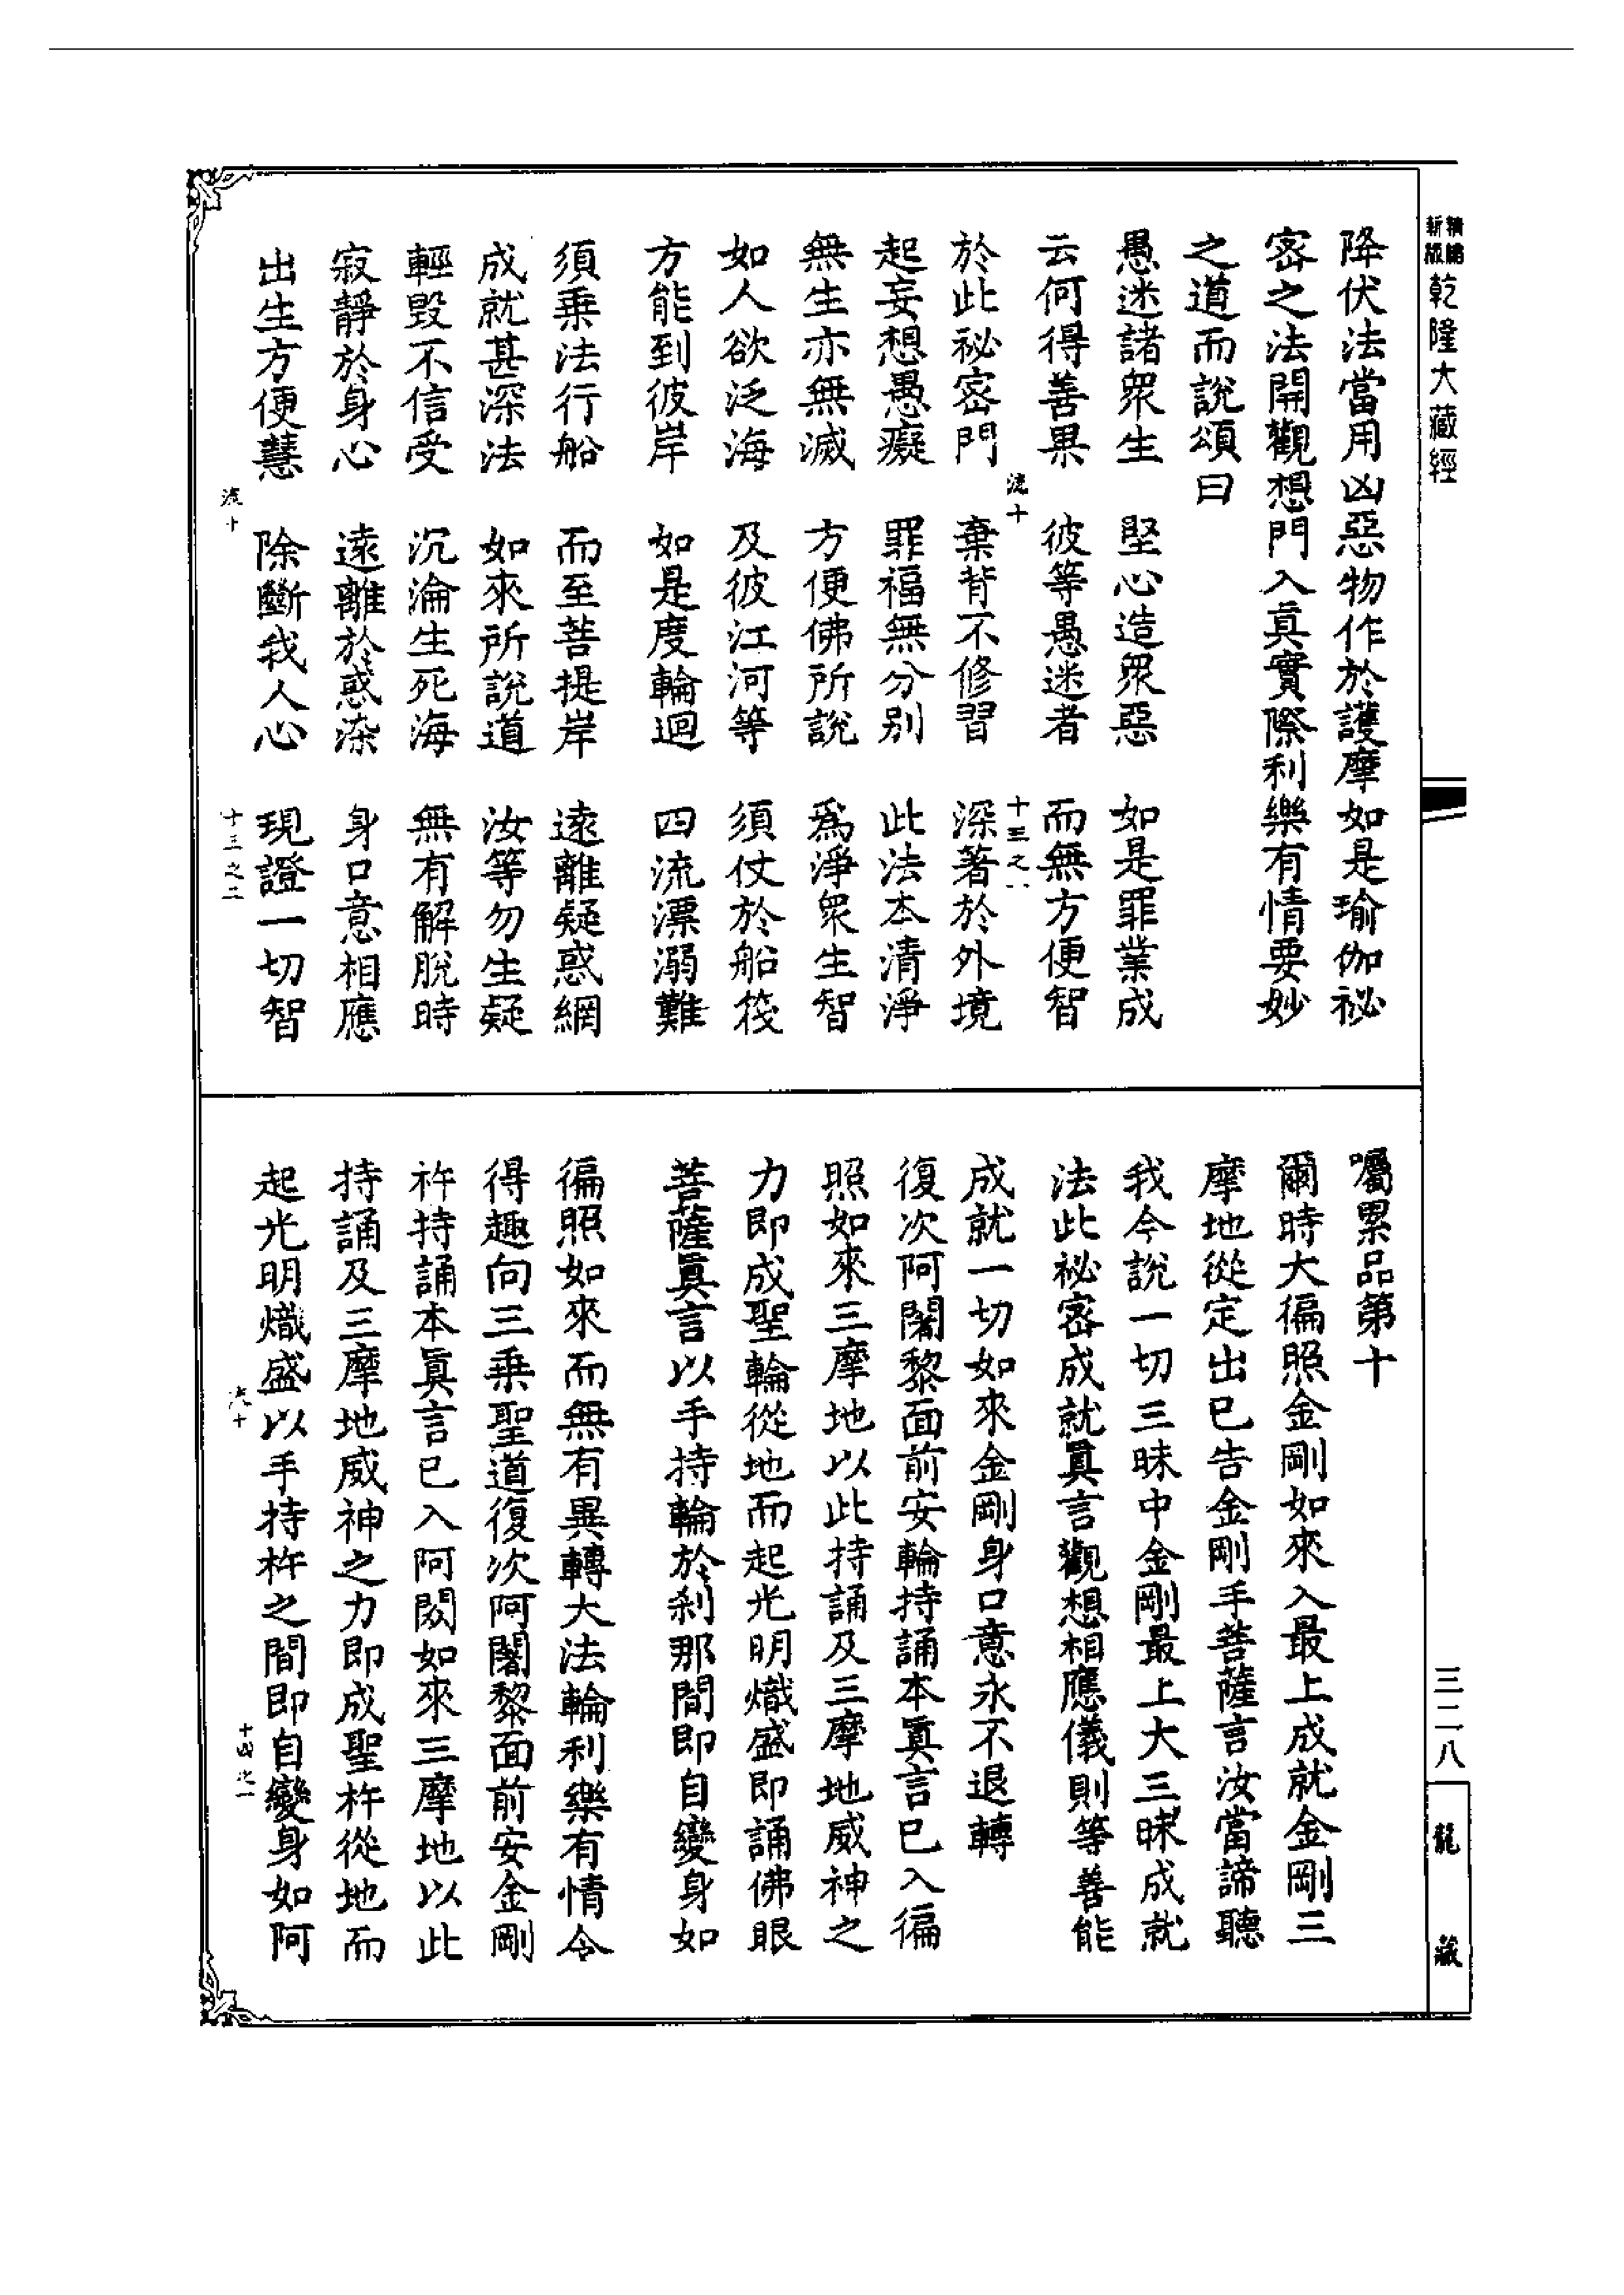 精編
新版
乾隆大藏經
降伏法當用凶惡物作於護摩如是瑜伽祕
密之法開觀想門入真實際利樂有情要妙
之道而說頌曰
愚迷諸衆生　堅心造衆惡　如是罪業成
云何得善果　彼等愚迷者　而無方便智
流十
於此祕密門　棄背不修習　深著於外境
起妄想愚癡　罪福無分別　此法本清淨
無生亦無滅　方便佛所說　爲淨衆生智
如人欲泛海　及彼江河等　須仗於船筏
方能到彼岸　如是度輪迴　四流漂溺難
須乗法行船　而至菩提岸　遠離疑惑網
成就甚深法　如來所說道　汝等勿生疑
輕毀不信受　沉淪生死海　無有解脫時
寂靜於身心　遠離於惑染　身口意相應
出生方便慧　除斷我人心　現證一切智
流十　十三之二
囑累品第十
爾時大徧照金剛如來入最上成就金剛三
摩地從定出已告金剛手菩薩言汝當諦聽
我今說一切三昧中金剛最上大三昧成就
法此祕密成就眞言觀想相應儀則等善能
成就一切如來金剛身口意永不退轉
復次阿闍黎面前安輪持誦本眞言已入徧
照如來三摩地以此持誦及三摩地威神之
力即成聖輪從地而起光明熾盛即誦佛眼
菩薩眞言以手持輪於刹那間即自變身如
徧照如來而無有異轉大法輪利樂有情令
得趣向三乗聖道復次阿闍黎面前安金剛
杵持誦本眞言已入阿閦如來三摩地以此
持誦及三摩地威神之力即成聖杵從地而
起光明熾盛以手持杵之間即自變身如阿
十四之一
三二八
龍藏